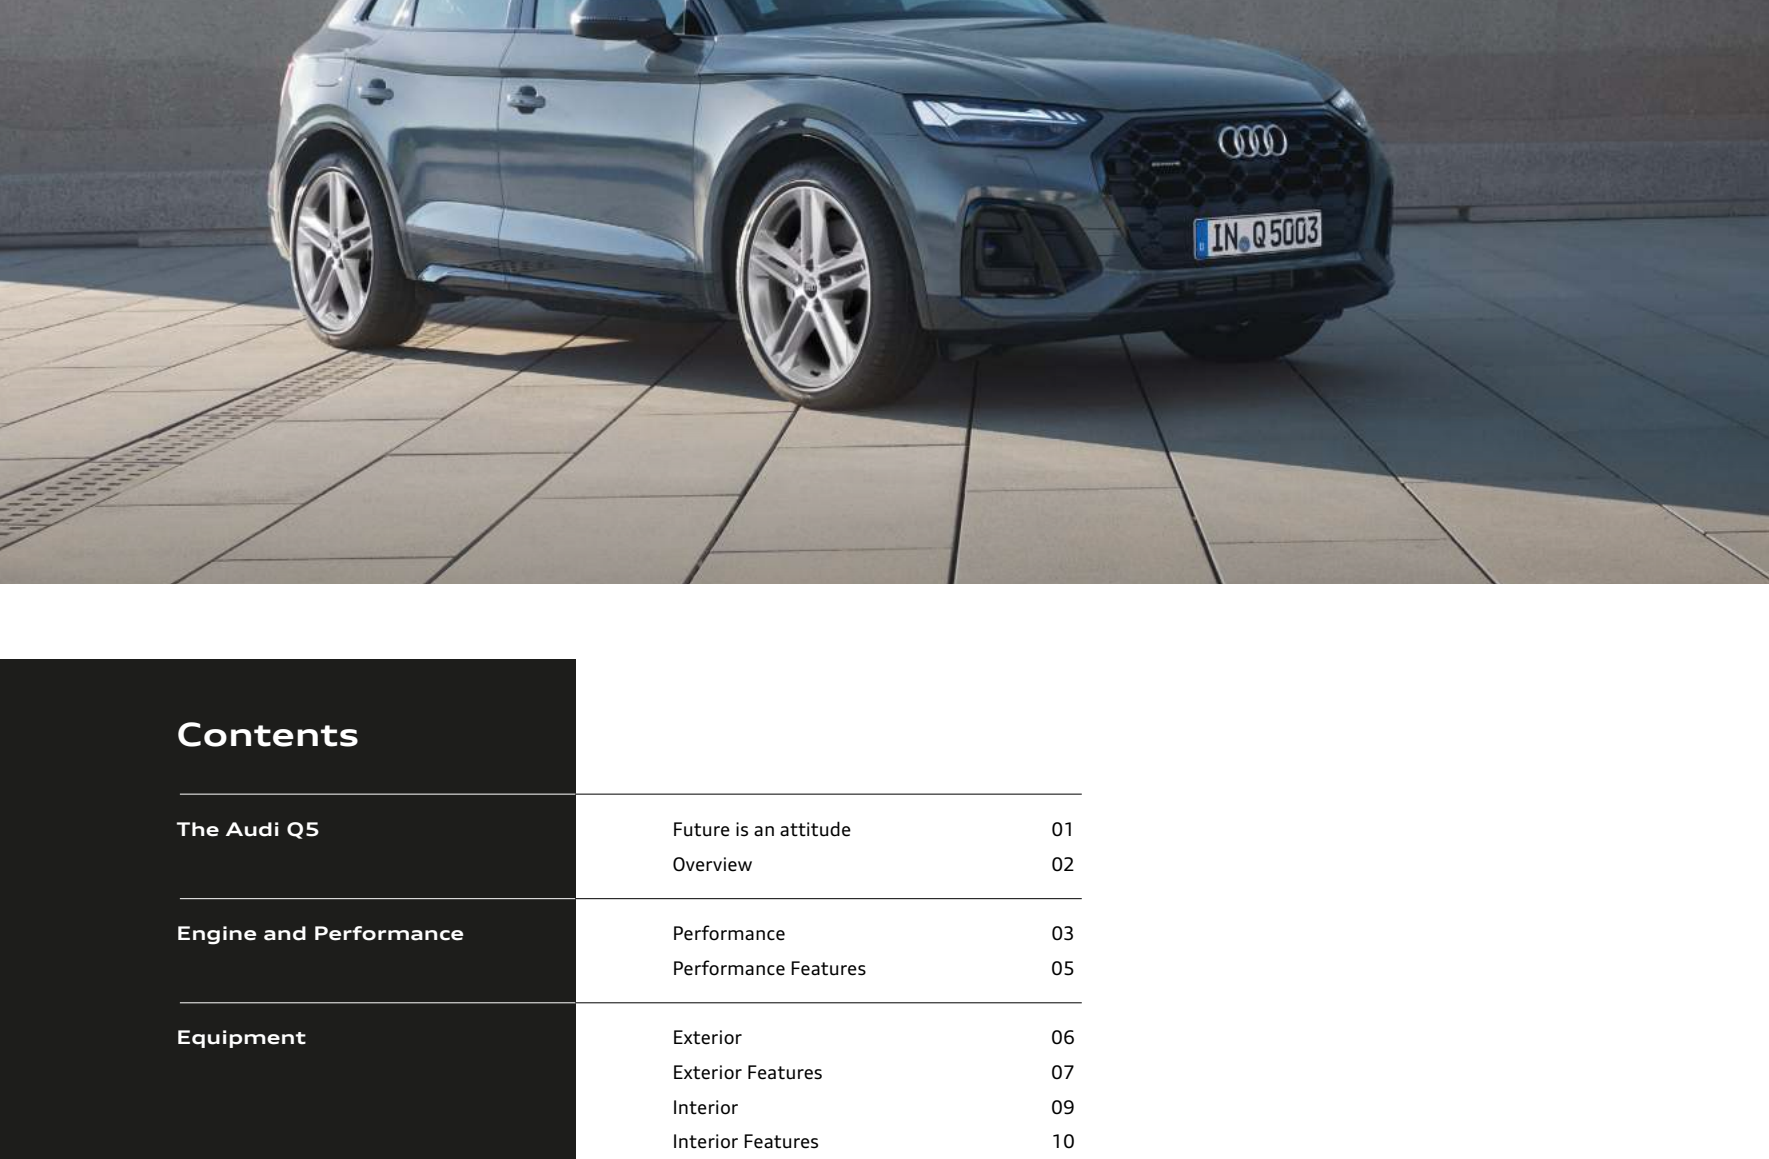 IN Q 5003
Contents
The Audi Q5
Future is an attitude 01
Overview 02
Engine and Performance
Performance 03
Performance Features 05
Equipment
Exterior 06
Exterior Features 07
Interior 09
Interior Features 10